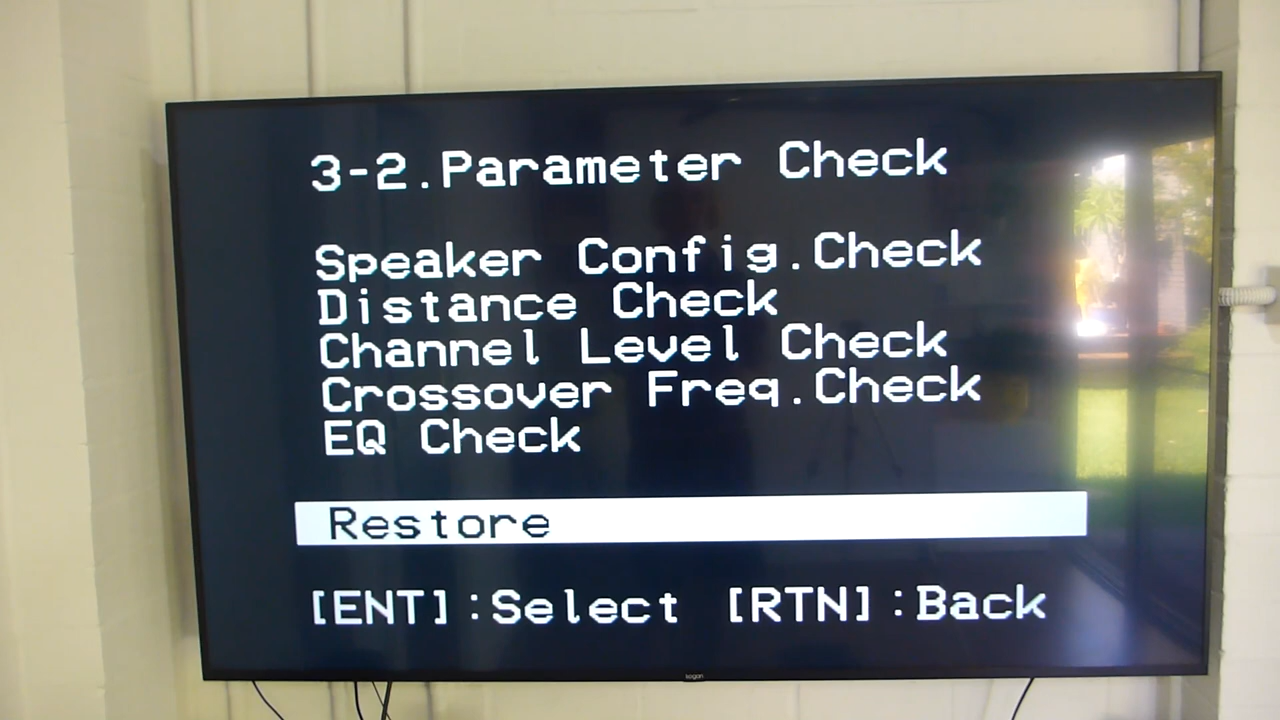 3-2.Parameter Check
Speaker Config.Check
Distance Check
Channel Level Check
Crossover Freq.Check
EQ Check
Restore
[ENT]:Select [RTN]:Back
kogan